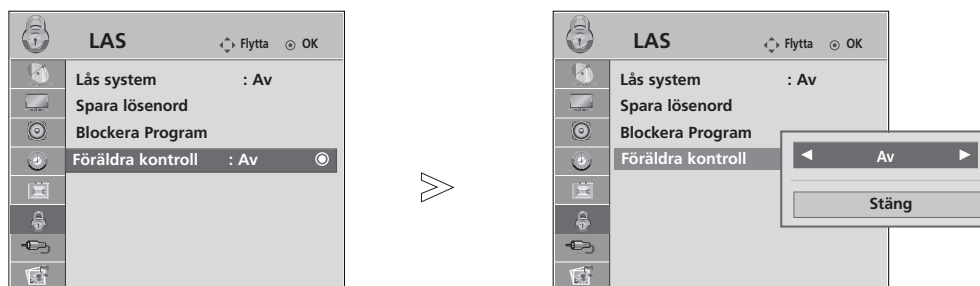 LAS Flytta OK
Lås system : Av
Spara lösenord
Blockera Program
Föräldra kontroll : Av
LAS Flytta OK
Lås system : Av
Spara lösenord
Blockera Program
Föräldra kontroll
Av
Stäng